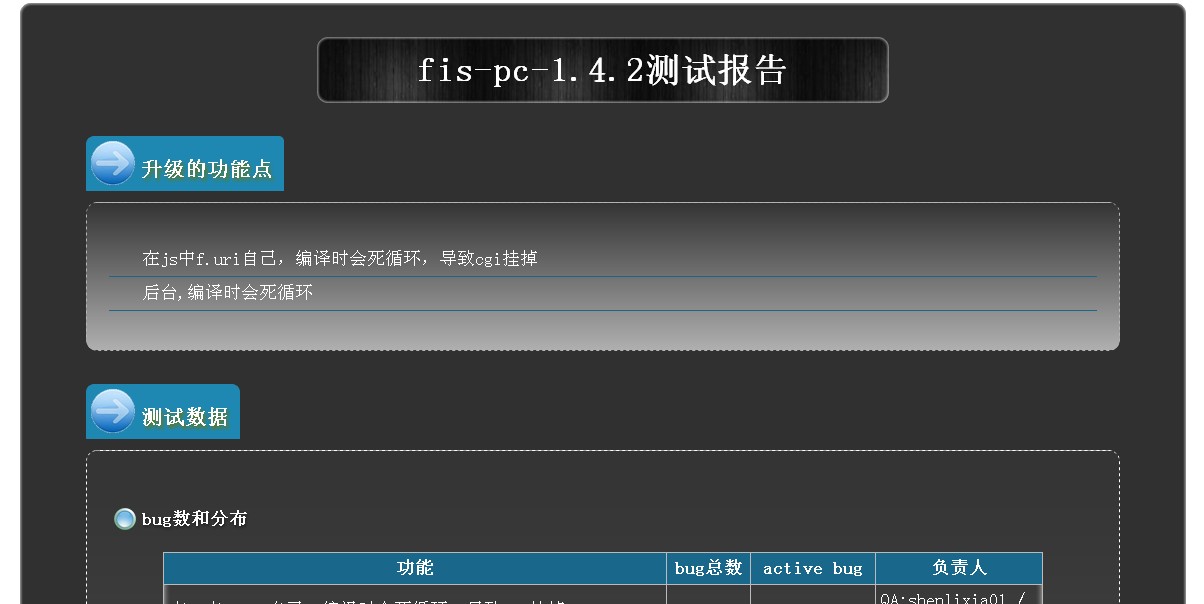 fis-pc-1.4.2测试报告
升级的功能点
在js中f.uri自己，编译时会死循环，导致cgi挂掉
后台,编译时会死循环
测试数据
bug数和分布
功能 bug总数 active bug 负责人
QA:shenlixia01 /